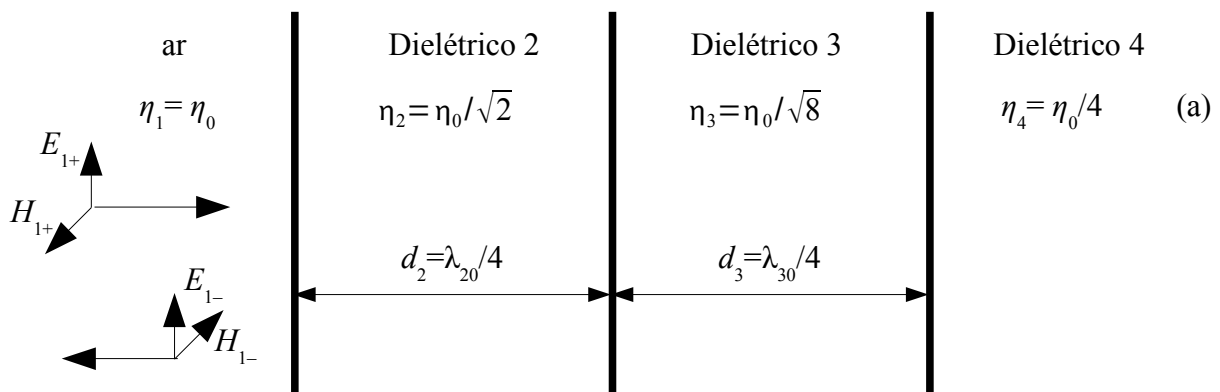 ar Dielétrico 2 Dielétrico 3 Dielétrico 4
η₁= η₀ η₂=η₀/√2 η₃=η₀/√8 η₄= η₀/4 (a)
E₁₊
H₁₊
d₂=λ₂₀/4 d₃=λ₃₀/4
E₁₋
H₁₋